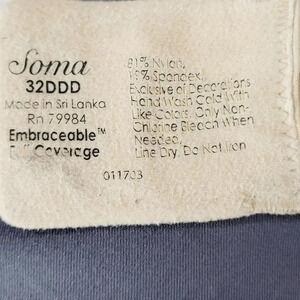 Soma
32DDD
Made in Sri Lanka
Rn 79984
Embraceable™
Full Coverage
81% Nylon,
19% Spandex,
Exclusive of Decorations
Hand Wash Cold With
Like Colors, Only Non-
Chlorine Bleach When
Needed,
Line Dry, Do Not Iron
011703